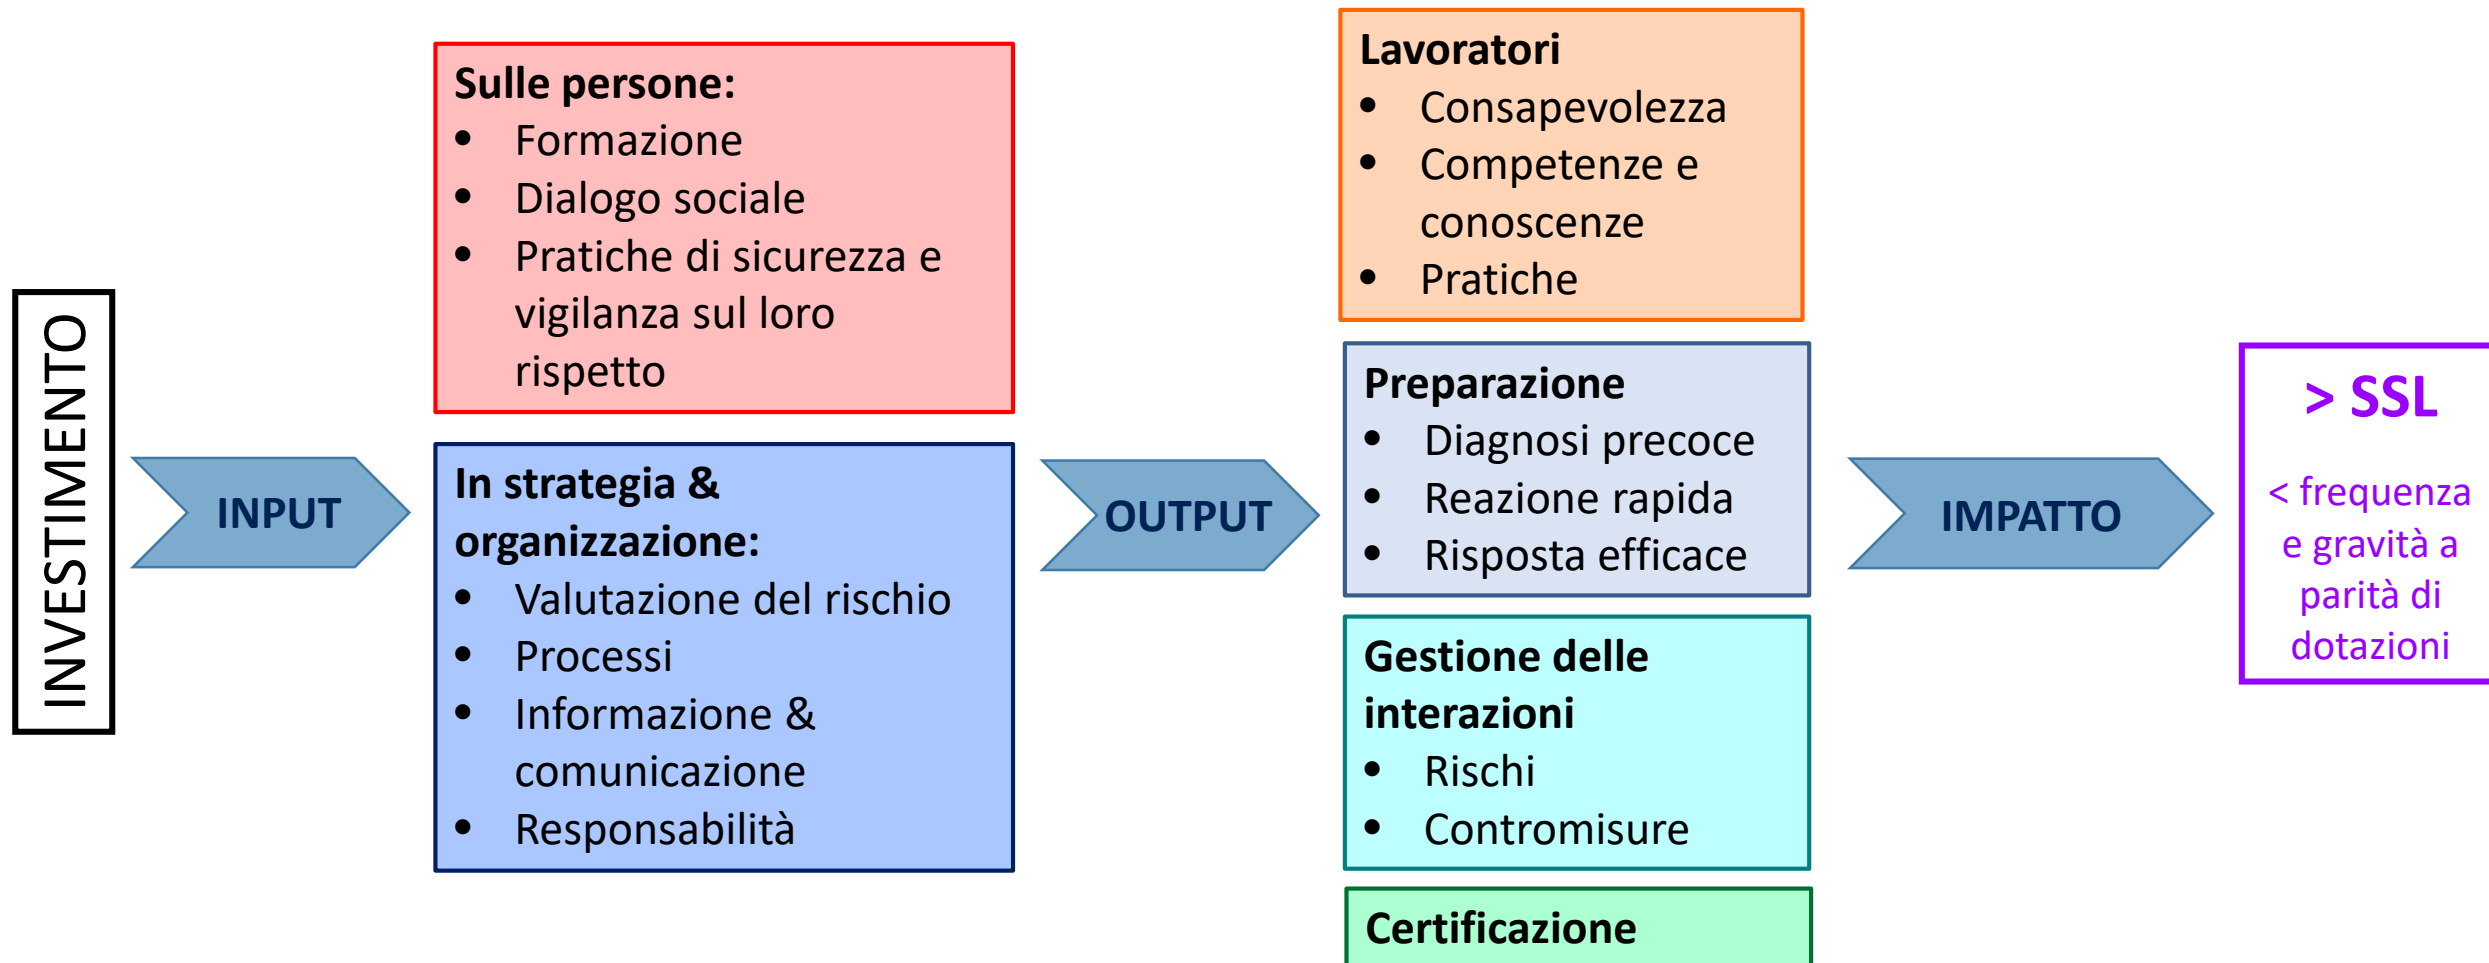 INVESTIMENTO
INPUT
Sulle persone:
• Formazione
• Dialogo sociale
• Pratiche di sicurezza e
vigilanza sul loro
rispetto
In strategia &
organizzazione:
• Valutazione del rischio
• Processi
• Informazione &
comunicazione
• Responsabilità
OUTPUT
Lavoratori
• Consapevolezza
• Competenze e
conoscenze
• Pratiche
Preparazione
• Diagnosi precoce
• Reazione rapida
• Risposta efficace
Gestione delle
interazioni
• Rischi
• Contromisure
Certificazione
IMPATTO
> SSL
< frequenza
e gravità a
parità di
dotazioni